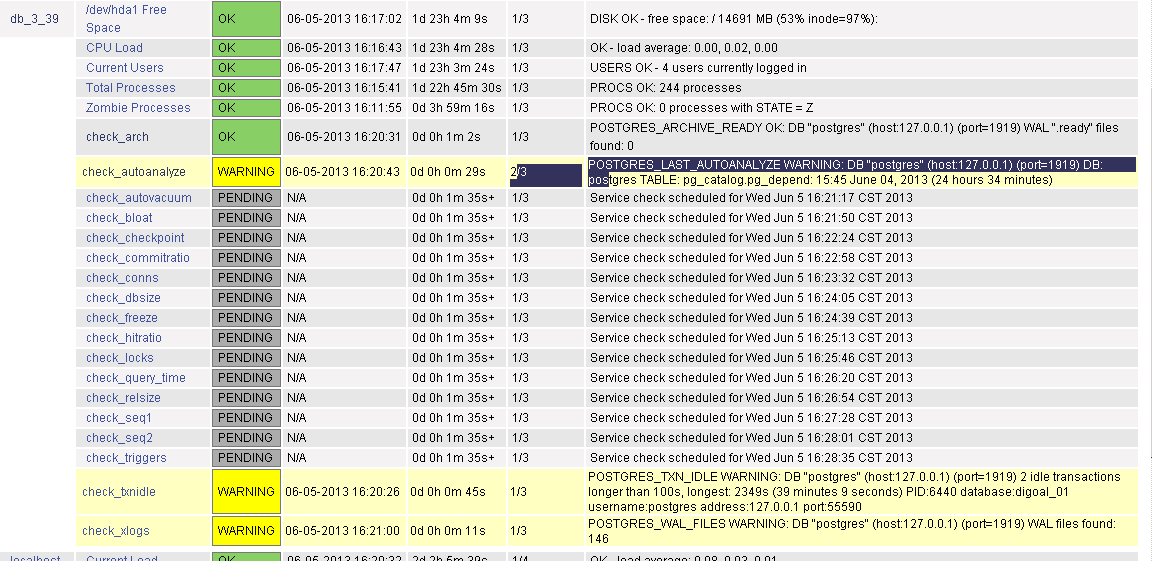 db_3_39 /dev/hda1 Free Space OK 06-05-2013 16:17:02 1d 23h 4m 9s 1/3 DISK OK - free space: / 14691 MB (53% inode=97%):
CPU Load OK 06-05-2013 16:16:43 1d 23h 4m 28s 1/3 OK - load average: 0.00, 0.02, 0.00
Current Users OK 06-05-2013 16:17:47 1d 23h 3m 24s 1/3 USERS OK - 4 users currently logged in
Total Processes OK 06-05-2013 16:15:41 1d 22h 45m 30s 1/3 PROCS OK: 244 processes
Zombie Processes OK 06-05-2013 16:11:55 0d 3h 59m 16s 1/3 PROCS OK: 0 processes with STATE = Z
check_arch OK 06-05-2013 16:20:31 0d 0h 1m 2s 1/3 POSTGRES_ARCHIVE_READY OK: DB "postgres" (host:127.0.0.1) (port=1919) WAL ".ready" files
found: 0
check_autoanalyze WARNING 06-05-2013 16:20:43 0d 0h 0m 29s 2/3 POSTGRES_LAST_AUTOANALYZE WARNING: DB "postgres" (host:127.0.0.1) (port=1919) DB:
postgres TABLE: pg_catalog.pg_depend: 15:45 June 04, 2013 (24 hours 34 minutes)
check_autovacuum PENDING N/A 0d 0h 1m 35s+ 1/3 Service check scheduled for Wed Jun 5 16:21:17 CST 2013
check_bloat PENDING N/A 0d 0h 1m 35s+ 1/3 Service check scheduled for Wed Jun 5 16:21:50 CST 2013
check_checkpoint PENDING N/A 0d 0h 1m 35s+ 1/3 Service check scheduled for Wed Jun 5 16:22:24 CST 2013
check_commitratio PENDING N/A 0d 0h 1m 35s+ 1/3 Service check scheduled for Wed Jun 5 16:22:58 CST 2013
check_conns PENDING N/A 0d 0h 1m 35s+ 1/3 Service check scheduled for Wed Jun 5 16:23:32 CST 2013
check_dbsize PENDING N/A 0d 0h 1m 35s+ 1/3 Service check scheduled for Wed Jun 5 16:24:05 CST 2013
check_freeze PENDING N/A 0d 0h 1m 35s+ 1/3 Service check scheduled for Wed Jun 5 16:24:39 CST 2013
check_hitratio PENDING N/A 0d 0h 1m 35s+ 1/3 Service check scheduled for Wed Jun 5 16:25:13 CST 2013
check_locks PENDING N/A 0d 0h 1m 35s+ 1/3 Service check scheduled for Wed Jun 5 16:25:46 CST 2013
check_query_time PENDING N/A 0d 0h 1m 35s+ 1/3 Service check scheduled for Wed Jun 5 16:26:20 CST 2013
check_relsize PENDING N/A 0d 0h 1m 35s+ 1/3 Service check scheduled for Wed Jun 5 16:26:54 CST 2013
check_seq1 PENDING N/A 0d 0h 1m 35s+ 1/3 Service check scheduled for Wed Jun 5 16:27:28 CST 2013
check_seq2 PENDING N/A 0d 0h 1m 35s+ 1/3 Service check scheduled for Wed Jun 5 16:28:01 CST 2013
check_triggers PENDING N/A 0d 0h 1m 35s+ 1/3 Service check scheduled for Wed Jun 5 16:28:35 CST 2013
check_txnidle WARNING 06-05-2013 16:20:26 0d 0h 0m 45s 1/3 POSTGRES_TXN_IDLE WARNING: DB "postgres" (host:127.0.0.1) (port=1919) 2 idle transactions
longer than 100s, longest: 2349s (39 minutes 9 seconds) PID:6440 database:digoal_01
username:postgres address:127.0.0.1 port:55590
check_xlogs WARNING 06-05-2013 16:21:00 0d 0h 0m 11s 1/3 POSTGRES_WAL_FILES WARNING: DB "postgres" (host:127.0.0.1) (port=1919) WAL files found:
146
localhost Current Load OK